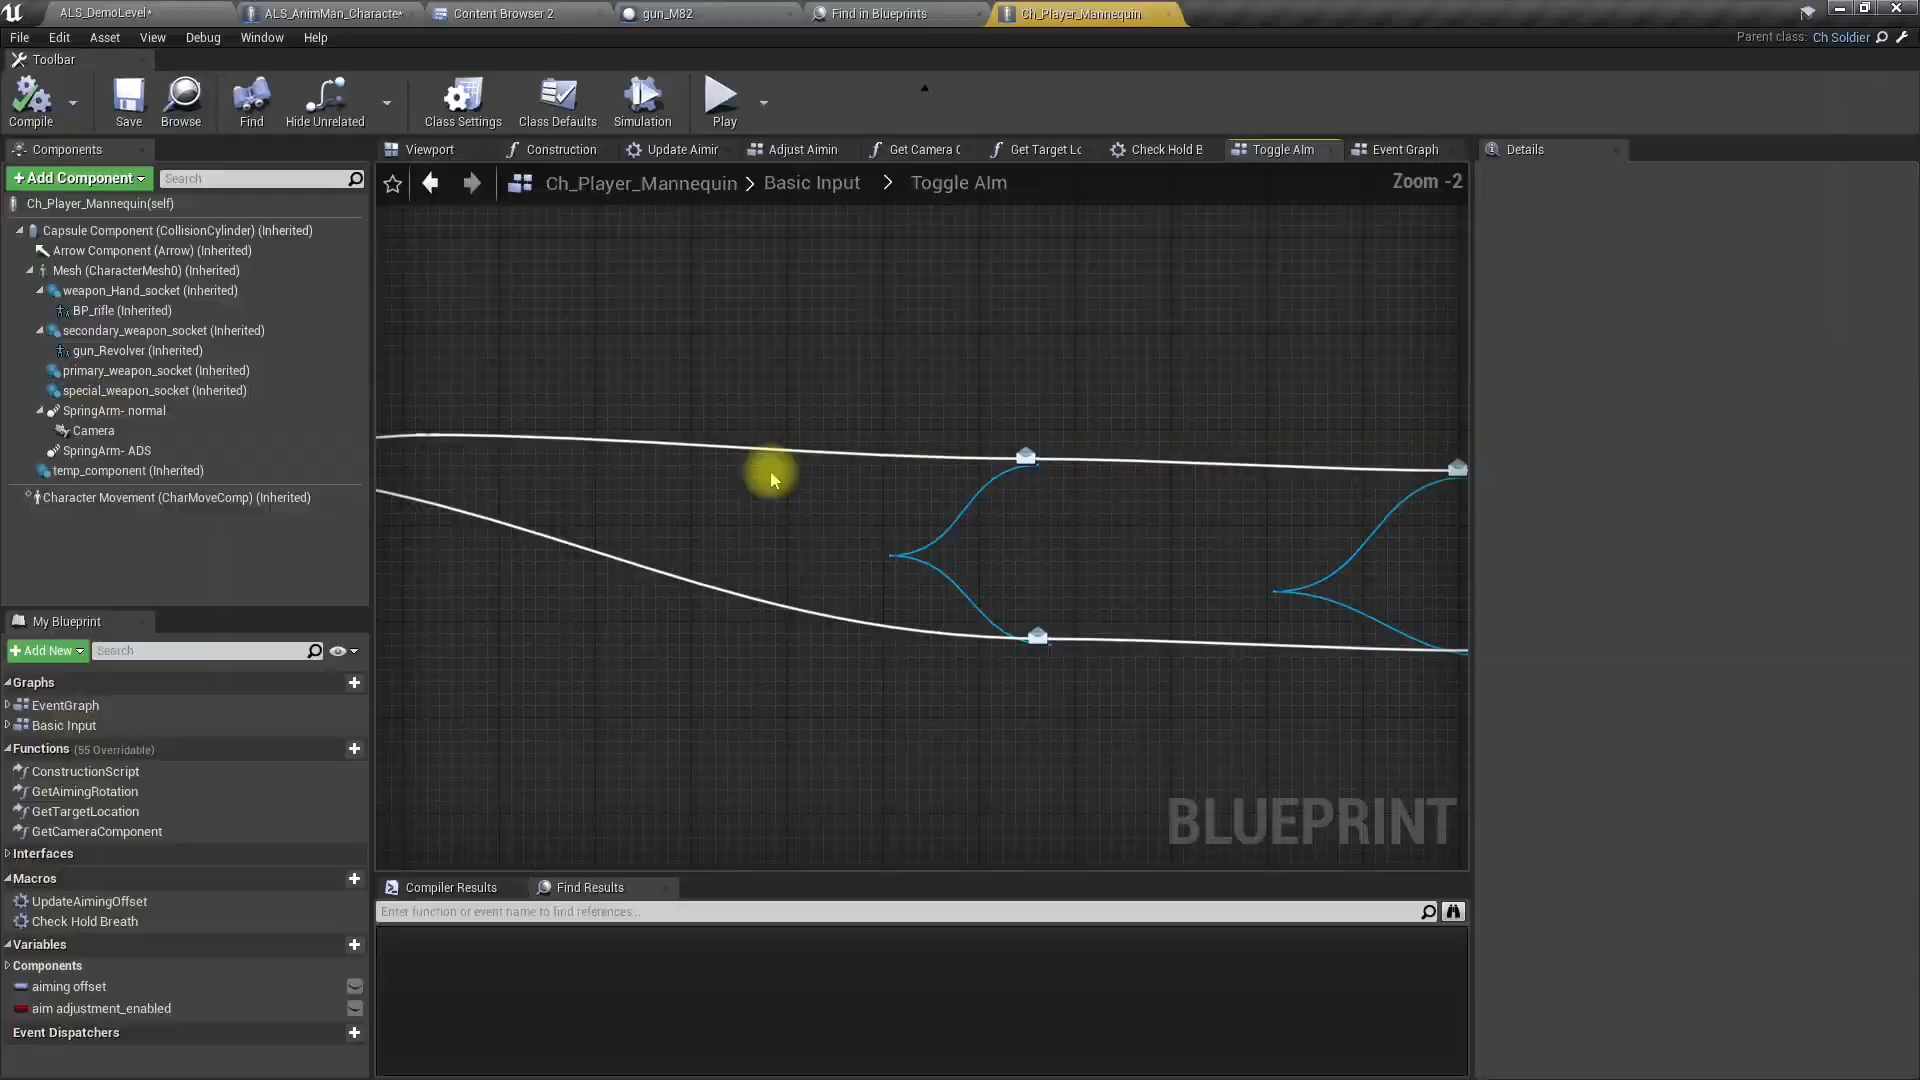 ALS_DemoLevel*
ALS_AnimMan_Characte*
Content Browser 2
gun_M82
Find in Blueprints
Ch_Player_Mannequin
File Edit Asset View Debug Window Help
Parent class: Ch Soldier
Toolbar
Compile
Save
Browse
Find
Hide Unrelated
Class Settings
Class Defaults
Simulation
Play
Components
Viewport
Construction
Update Aimir
Adjust Aimin
Get Camera C
Get Target Lc
Check Hold B
Toggle AIm
Event Graph
Details
+Add Component
Search
Ch_Player_Mannequin > Basic Input > Toggle AIm
Zoom -2
Ch_Player_Mannequin(self)
Capsule Component (CollisionCylinder) (Inherited)
Arrow Component (Arrow) (Inherited)
Mesh (CharacterMesh0) (Inherited)
weapon_Hand_socket (Inherited)
BP_rifle (Inherited)
secondary_weapon_socket (Inherited)
gun_Revolver (Inherited)
primary_weapon_socket (Inherited)
special_weapon_socket (Inherited)
SpringArm- normal
Camera
SpringArm- ADS
temp_component (Inherited)
Character Movement (CharMoveComp) (Inherited)
My Blueprint
+Add New
Search
Graphs
EventGraph
Basic Input
Functions (55 Overridable)
ConstructionScript
GetAimingRotation
GetTargetLocation
GetCameraComponent
Interfaces
Macros
UpdateAimingOffset
Check Hold Breath
Variables
Components
aiming offset
aim adjustment_enabled
Event Dispatchers
BLUEPRINT
Compiler Results
Find Results
Enter function or event name to find references...